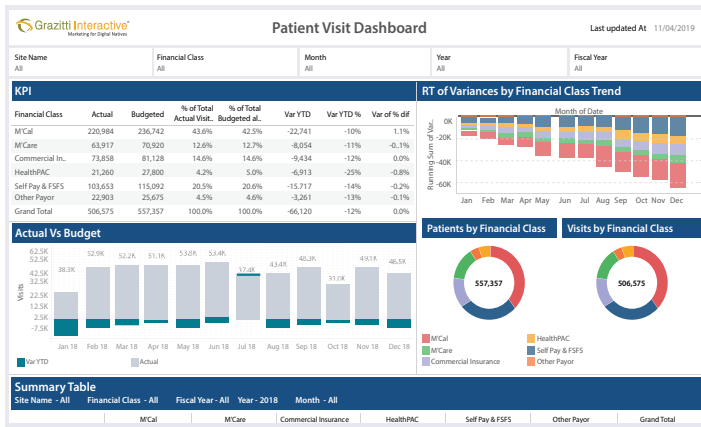 Grazitti Interactive
Marketing for Digital Natives
Patient Visit Dashboard
Last updated At 11/04/2019
Site Name
All
Financial Class
All
Month
All
Year
All
Fiscal Year
All
KPI
Financial Class Actual Budgeted % of Total Actual Visit.. % of Total Budgeted al.. Var YTD Var YTD % Var of % dif
M'Cal 220,984 236,742 43.6% 42.5% -22,741 -10% 1.1%
M'Care 63,917 70,920 12.6% 12.7% -8,054 -11% -0.1%
Commercial In.. 73,858 81,128 14.6% 14.6% -9,434 -12% 0.0%
HealthPAC 21,260 27,800 4.2% 5.0% -6,913 -25% -0.8%
Self Pay & FSFS 103,653 115,092 20.5% 20.6% -15.717 -14% -0.2%
Other Payor 22,903 25,675 4.5% 4.6% -3,261 -13% -0.1%
Grand Total 506,575 557,357 100.0% 100.0% -66,120 -12% 0.0%
RT of Variances by Financial Class Trend
Month of Date
Running Sum of Var..
0K
-20K
-40K
-60K
Jan Feb Mar Apr May Jun Jul Aug Sep Oct Nov Dec
Actual Vs Budget
Visits
62.5K
52.5K
42.5K
32.5K
22.5K
12.5K
2.5K
-7.5K
38.3K 52.9K 52.2K 51.1K 53.8K 53.4K 37.4K 43.4K 48.3K 31.0K 49.1K 46.5K
Jan 18 Feb 18 Mar 18 Apr 18 May 18 Jun 18 Jul 18 Aug 18 Sep 18 Oct 18 Nov 18 Dec 18
Var YTD Actual
Patients by Financial Class
557,357
Visits by Financial Class
506,575
M'Cal HealthPAC
M'Care Self Pay & FSFS
Commercial Insurance Other Payor
Summary Table
Site Name - All Financial Class - All Fiscal Year - All Year - 2018 Month - All
M'Cal M'Care Commercial Insurance HealthPAC Self Pay & FSFS Other Payor Grand Total